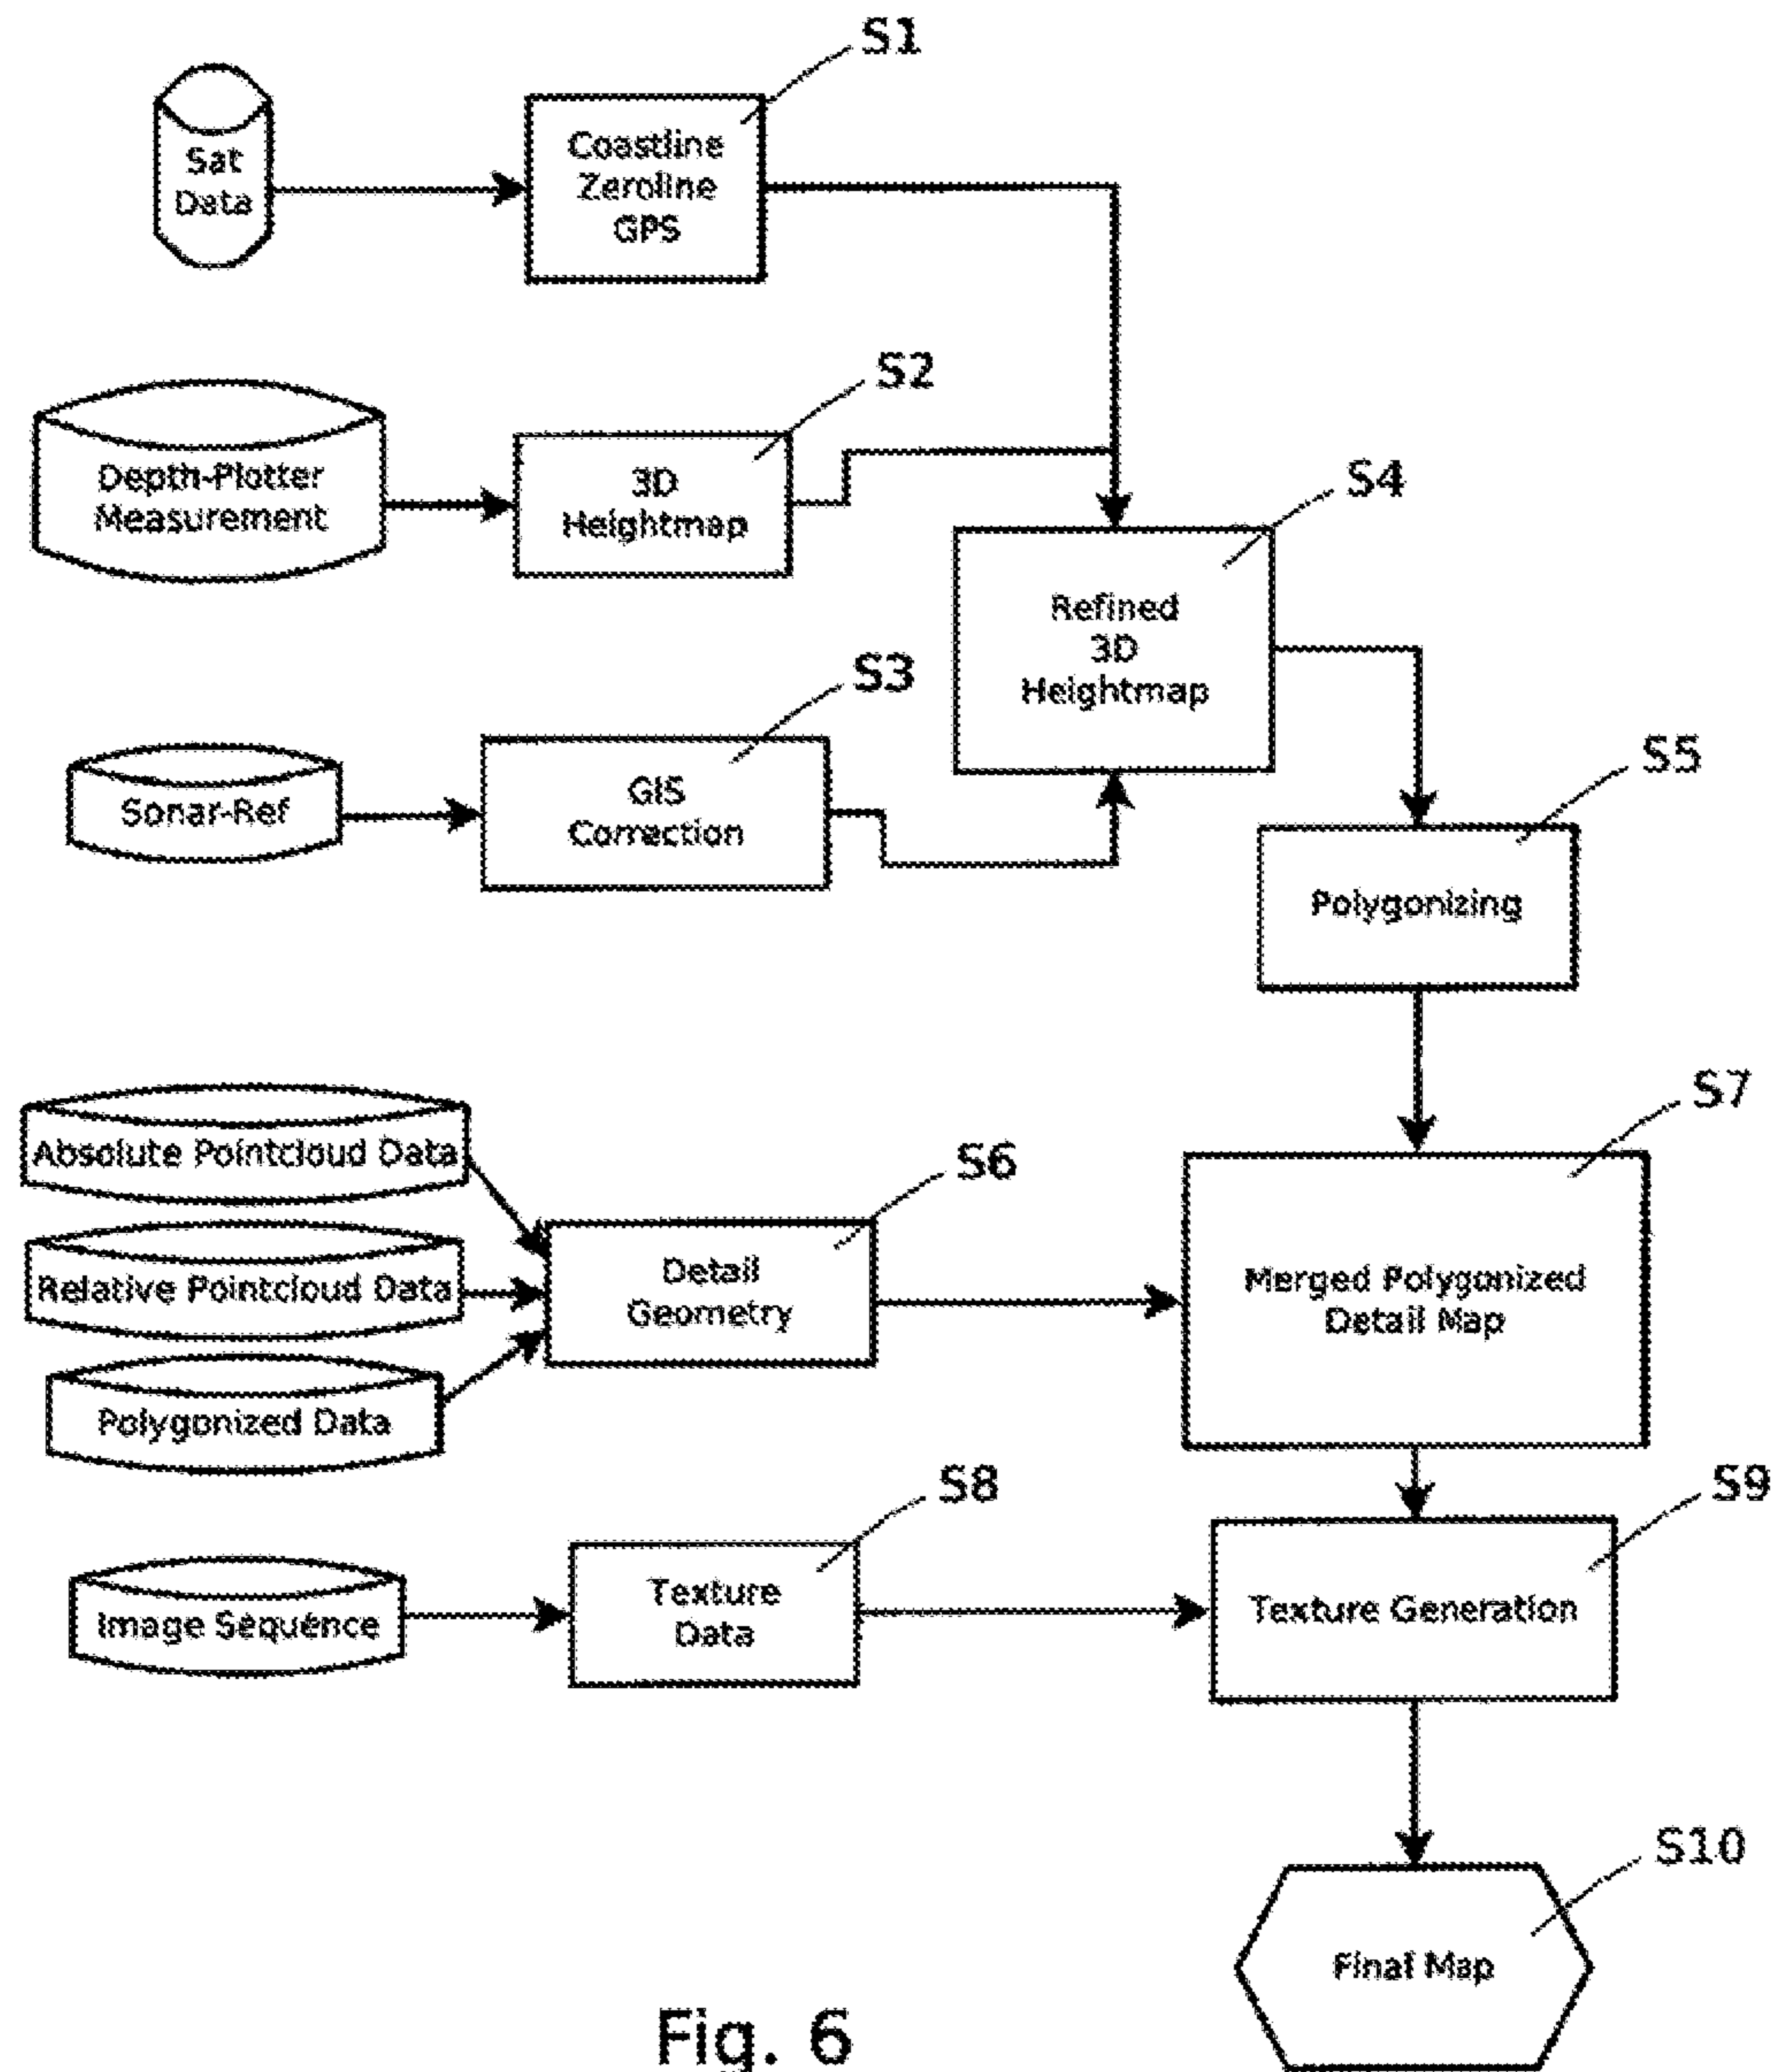 S1
Sat
Data
Coastline
Zeroline
GPS
S2
Depth-Plotter
Measurement
3D
Heightmap
S4
Refined
3D
Heightmap
S3
Sonar-Ref
GIS
Correction
S5
Polygonizing
S7
Absolute Pointcloud Data
Relative Pointcloud Data
Polygonized Data
S6
Detail
Geometry
Merged Polygonized
Detail Map
S8
Image Sequence
Texture
Data
S9
Texture Generation
S10
Final Map
Fig. 6